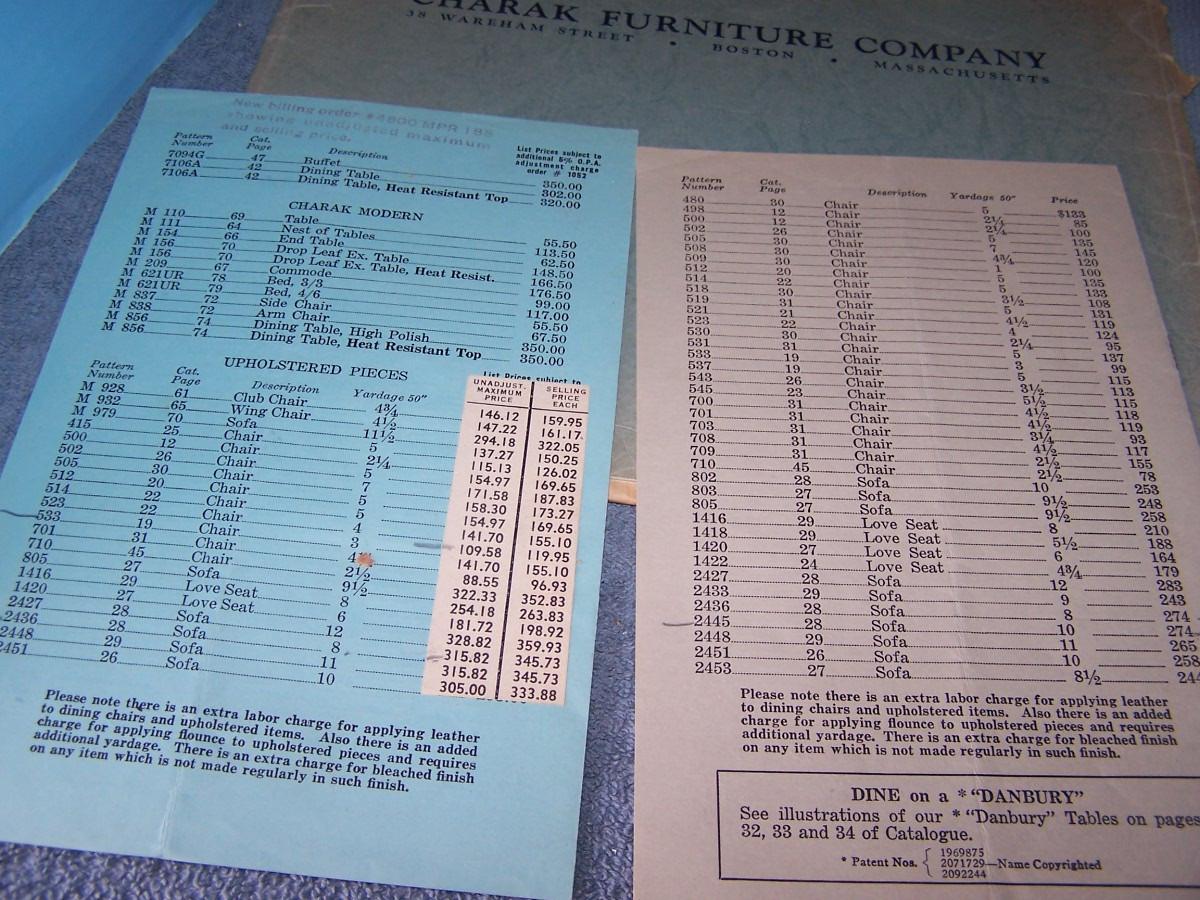 CHARAK FURNITURE COMPANY
38 WAREHAM STREET • BOSTON • MASSACHUSETTS
New billing order #4800 MPR 188
showing unadjusted maximum
and selling price.
List Prices subject to
additional 5% O.P.A.
adjustment charge
order # 1052
Pattern Number Cat. Page Description
7094G 47 Buffet 350.00
7106A 42 Dining Table 302.00
7106A 42 Dining Table, Heat Resistant Top 320.00
CHARAK MODERN
M 110 69 Table 55.50
M 111 64 Nest of Tables 113.50
M 154 66 End Table 62.50
M 156 70 Drop Leaf Ex. Table 148.50
M 156 70 Drop Leaf Ex. Table, Heat Resist. 166.50
M 209 67 Commode 176.50
M 621UR 78 Bed, 3/3 99.00
M 621UR 79 Bed, 4/6 117.00
M 837 72 Side Chair 55.50
M 838 72 Arm Chair 67.50
M 856 74 Dining Table, High Polish 350.00
M 856 74 Dining Table, Heat Resistant Top 350.00
UPHOLSTERED PIECES
List Prices subject to
Pattern Number Cat. Page Description Yardage 50" UNADJUST. MAXIMUM PRICE SELLING PRICE EACH
M 928 61 Club Chair 4¾ 146.12 159.95
M 932 65 Wing Chair 4½ 147.22 161.17
M 979 70 Sofa 11½ 294.18 322.05
415 25 Chair 5 137.27 150.25
500 12 Chair 2¼ 115.13 126.02
502 26 Chair 5 154.97 169.65
505 30 Chair 7 171.58 187.83
512 20 Chair 5 158.30 173.27
514 22 Chair 5 154.97 169.65
523 22 Chair 4 141.70 155.10
533 19 Chair 3 109.58 119.95
701 31 Chair 141.70 155.10
710 45 Chair 2½ 88.55 96.93
805 27 Sofa 9½ 322.33 352.83
1416 29 Love Seat 8 254.18 263.83
1420 27 Love Seat 6 181.72 198.92
2427 28 Sofa 12 328.82 359.93
2436 28 Sofa 8 315.82 345.73
2448 29 Sofa 11 315.82 345.73
2451 26 Sofa 10 305.00 333.88
Please note there is an extra labor charge for applying leather
to dining chairs and upholstered items. Also there is an added
charge for applying flounce to upholstered pieces and requires
additional yardage. There is an extra charge for bleached finish
on any item which is not made regularly in such finish.
Pattern Number Cat. Page Description Yardage 50" Price
480 30 Chair 5 $133
498 12 Chair 2¼ 85
500 12 Chair 2¼ 100
502 26 Chair 5 135
505 30 Chair 7 145
508 30 Chair 4¾ 120
509 30 Chair 1 100
512 20 Chair 5 135
514 22 Chair 5 133
518 30 Chair 3½ 108
519 31 Chair 5 131
521 21 Chair 4½ 119
523 22 Chair 4 124
530 30 Chair 2¼ 95
531 31 Chair 5 137
533 19 Chair 3 99
537 19 Chair 5 115
543 26 Chair 3½ 113
545 23 Chair 5½ 115
700 31 Chair 4½ 118
701 31 Chair 4½ 119
703 31 Chair 3¼ 93
708 31 Chair 4½ 117
709 31 Chair 2½ 155
710 45 Chair 2½ 78
802 28 Sofa 10 253
803 27 Sofa 9½ 248
805 27 Sofa 9½ 258
1416 29 Love Seat 8 210
1418 29 Love Seat 5½ 188
1420 27 Love Seat 6 164
1422 24 Love Seat 4¾ 179
2427 28 Sofa 12 283
2433 29 Sofa 9 243
2436 28 Sofa 8 274
2445 28 Sofa 10 274
2448 29 Sofa 11 265
2451 26 Sofa 10 258
2453 27 Sofa 8½ 244
Please note there is an extra labor charge for applying leather
to dining chairs and upholstered items. Also there is an added
charge for applying flounce to upholstered pieces and requires
additional yardage. There is an extra charge for bleached finish
on any item which is not made regularly in such finish.
DINE on a *"DANBURY"
See illustrations of our *"Danbury" Tables on pages
32, 33 and 34 of Catalogue.
* Patent Nos. { 1969875
2071729—Name Copyrighted
2092244